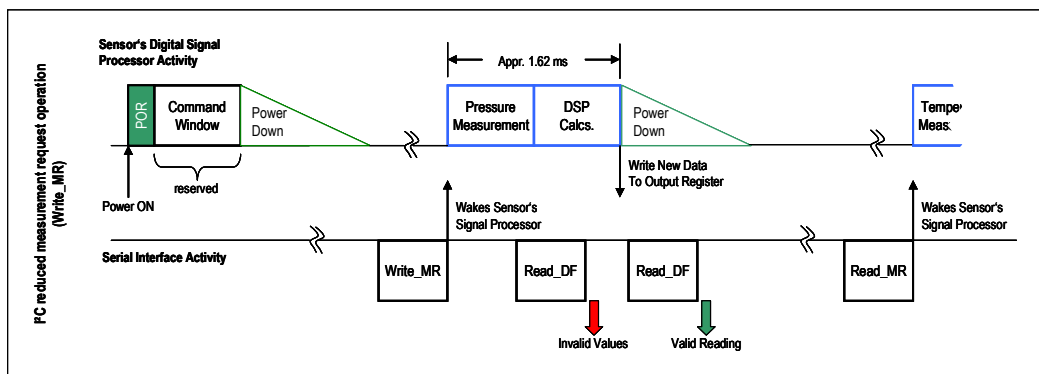 I²C reduced measurement request operation
(Write_MR)
Sensor's Digital Signal
Processor Activity
Appr. 1.62 ms
POR
Command
Window
Power
Down
Pressure
Measurement
DSP
Calcs.
Power
Down
Temper
Meas
reserved
Power ON
Write New Data
To Output Register
Wakes Sensor's
Signal Processor
Wakes Sensor's
Signal Processor
Serial Interface Activity
Write_MR
Read_DF
Read_DF
Read_MR
Invalid Values
Valid Reading